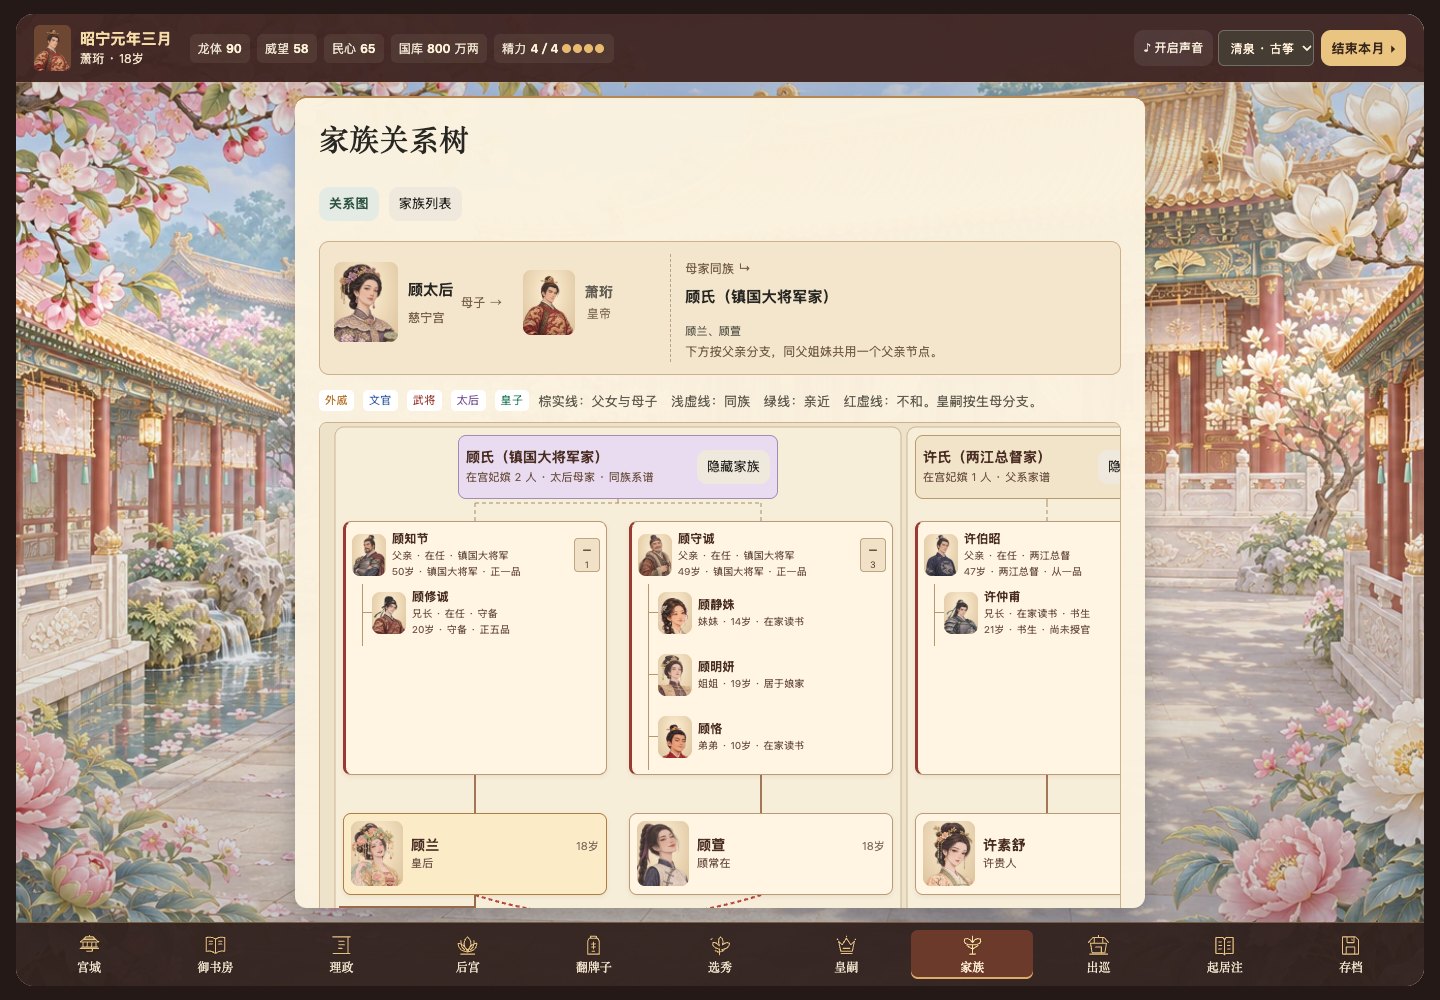 昭宁元年三月
萧珩 · 18岁
龙体 90
威望 58
民心 65
国库 800 万两
精力 4 / 4
♪ 开启声音
清泉 · 古筝
结束本月 ▸
家族关系树
关系图
家族列表
顾太后
慈宁宫
母子 →
萧珩
皇帝
母家同族 ↳
顾氏（镇国大将军家）
顾兰、顾萱
下方按父亲分支，同父姐妹共用一个父亲节点。
外戚
文官
武将
太后
皇子
棕实线：父女与母子 浅虚线：同族 绿线：亲近 红虚线：不和。皇嗣按生母分支。
顾氏（镇国大将军家）
在宫妃嫔 2 人 · 太后母家 · 同族系谱
隐藏家族
许氏（两江总督家）
在宫妃嫔 1 人 · 父系家谱
隐
顾知节
父亲 · 在任 · 镇国大将军
50岁 · 镇国大将军 · 正一品
−
1
顾修诚
兄长 · 在任 · 守备
20岁 · 守备 · 正五品
顾守诚
父亲 · 在任 · 镇国大将军
49岁 · 镇国大将军 · 正一品
−
3
顾静姝
妹妹 · 14岁 · 在家读书
顾明妍
姐姐 · 19岁 · 居于娘家
顾恪
弟弟 · 10岁 · 在家读书
许伯昭
父亲 · 在任 · 两江总督
47岁 · 两江总督 · 从一品
许仲甫
兄长 · 在家读书 · 书生
21岁 · 书生 · 尚未授官
顾兰
皇后
18岁
顾萱
顾常在
18岁
许素舒
许贵人
官城
御书房
理政
后宫
翻牌子
选秀
皇嗣
家族
出巡
起居注
存档